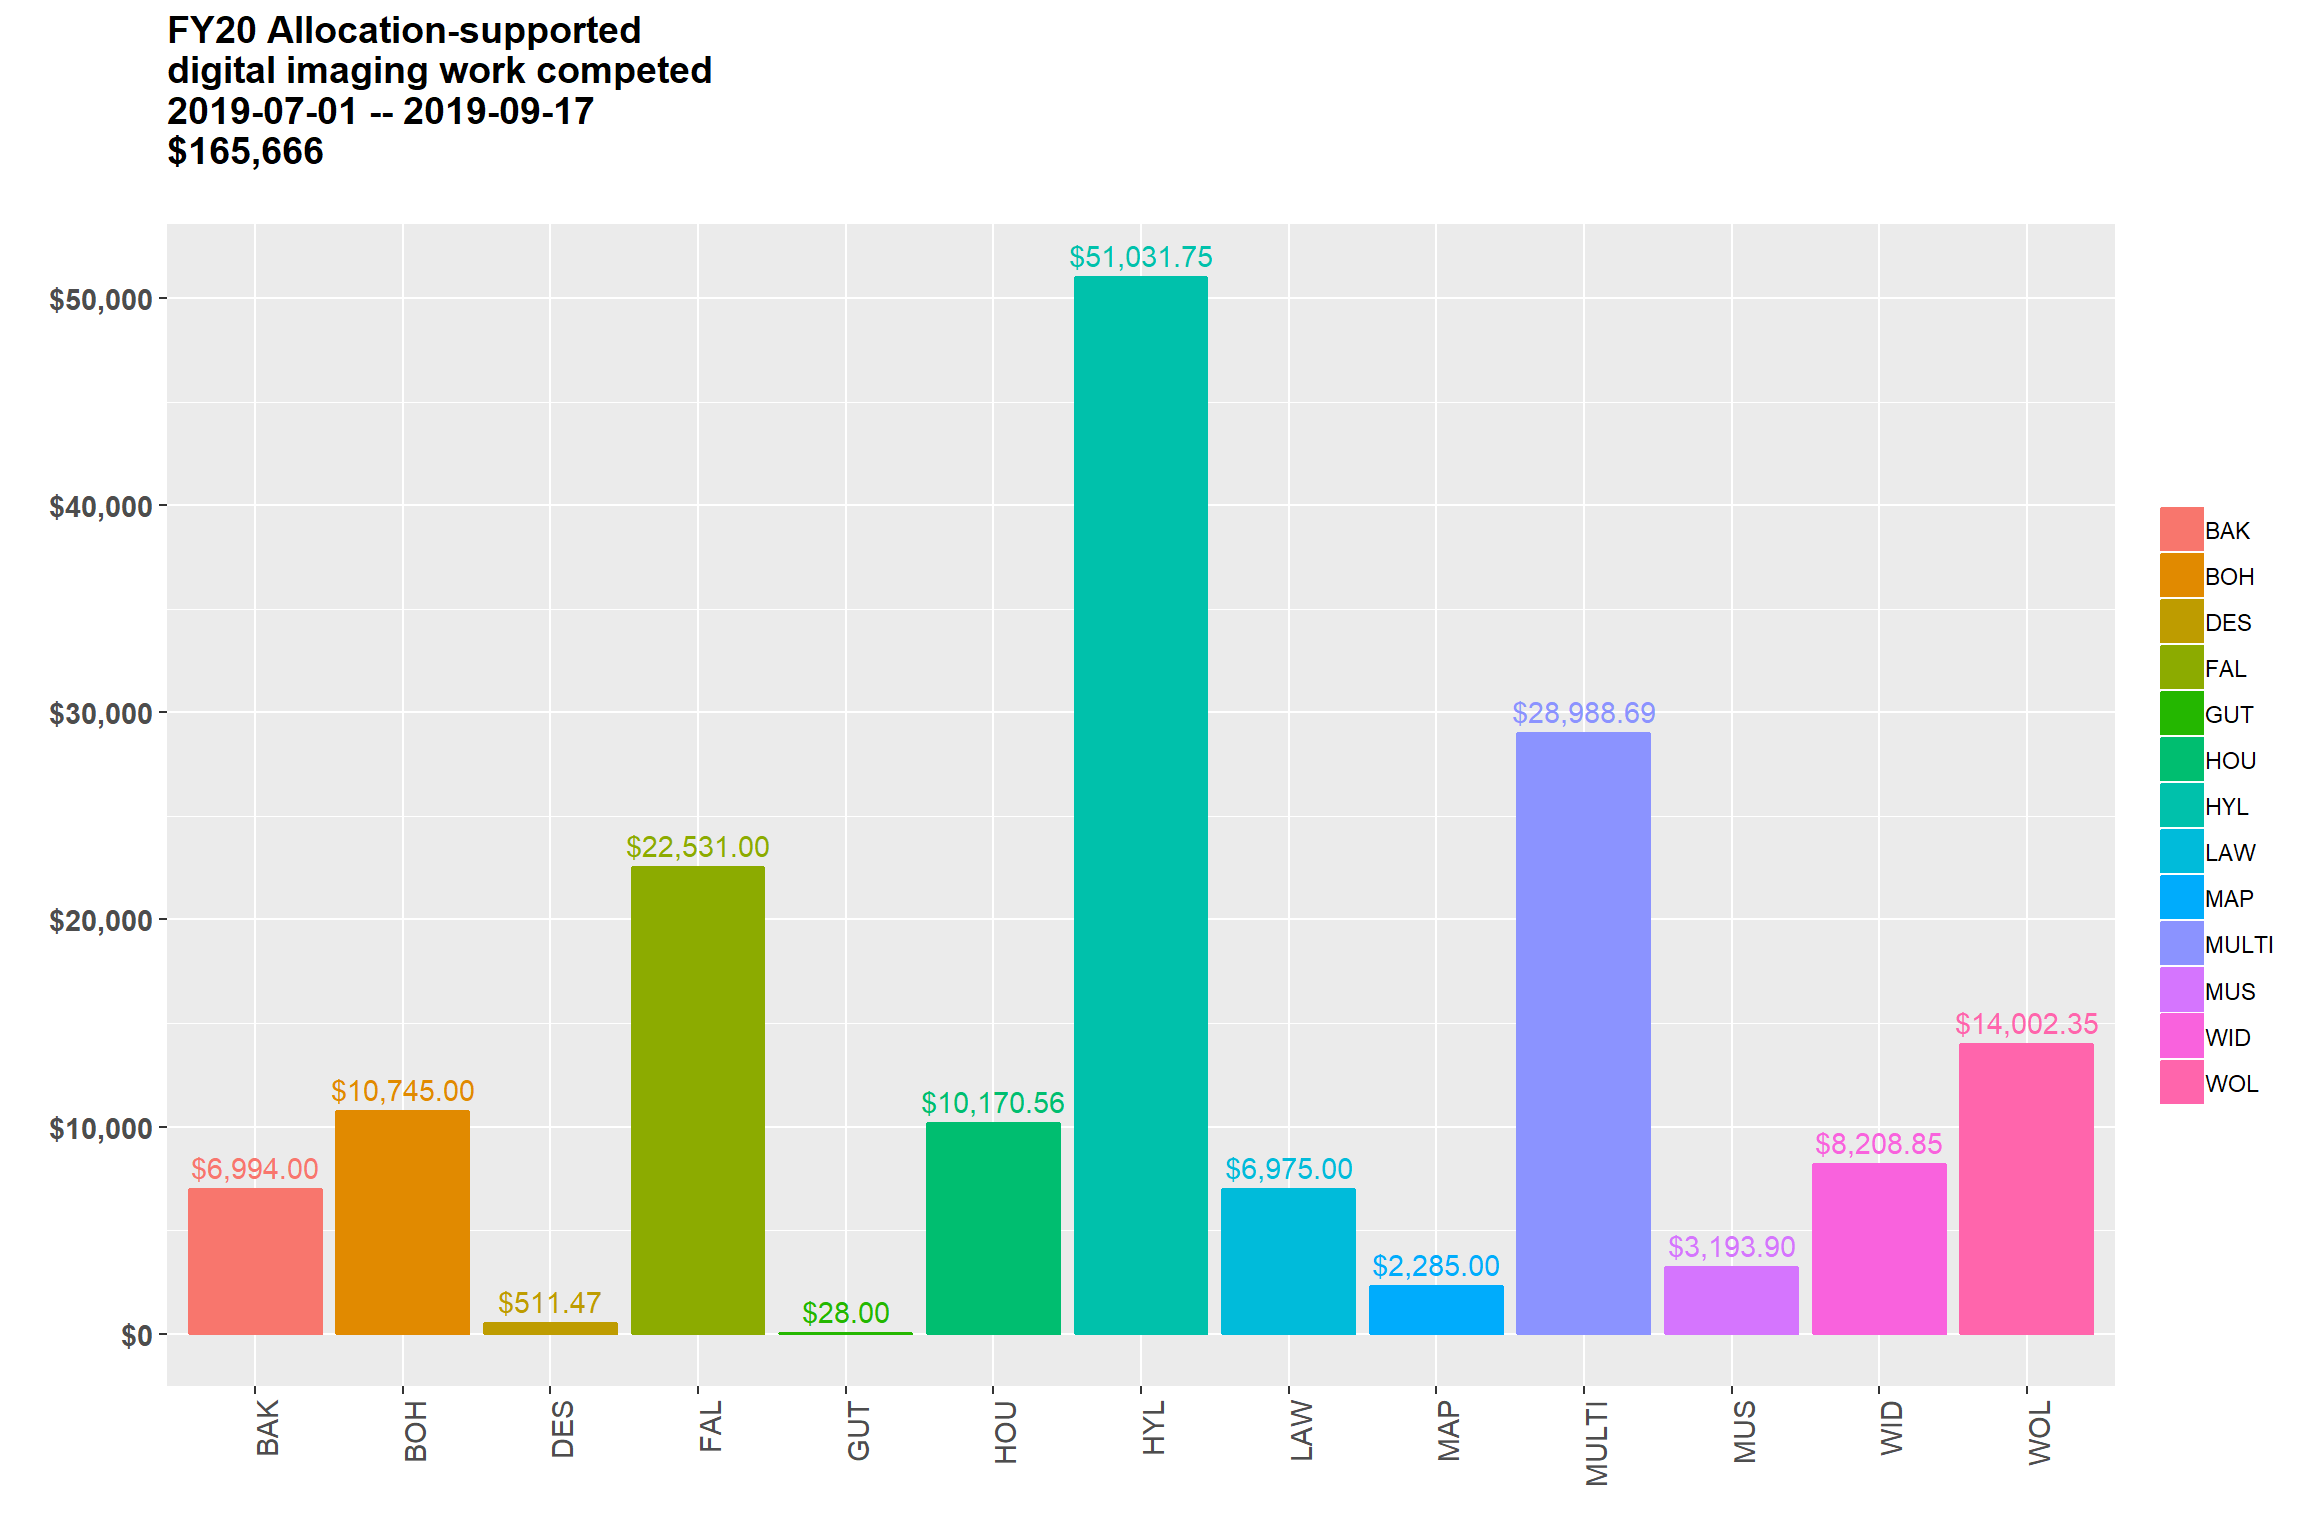 FY20 Allocation-supported
digital imaging work competed
2019-07-01 -- 2019-09-17
$165,666
$50,000
$40,000
$30,000
$20,000
$10,000
$0
$6,994.00
$10,745.00
$511.47
$22,531.00
$28.00
$10,170.56
$51,031.75
$6,975.00
$2,285.00
$28,988.69
$3,193.90
$8,208.85
$14,002.35
BAK
BOH
DES
FAL
GUT
HOU
HYL
LAW
MAP
MULTI
MUS
WID
WOL
BAK
BOH
DES
FAL
GUT
HOU
HYL
LAW
MAP
MULTI
MUS
WID
WOL